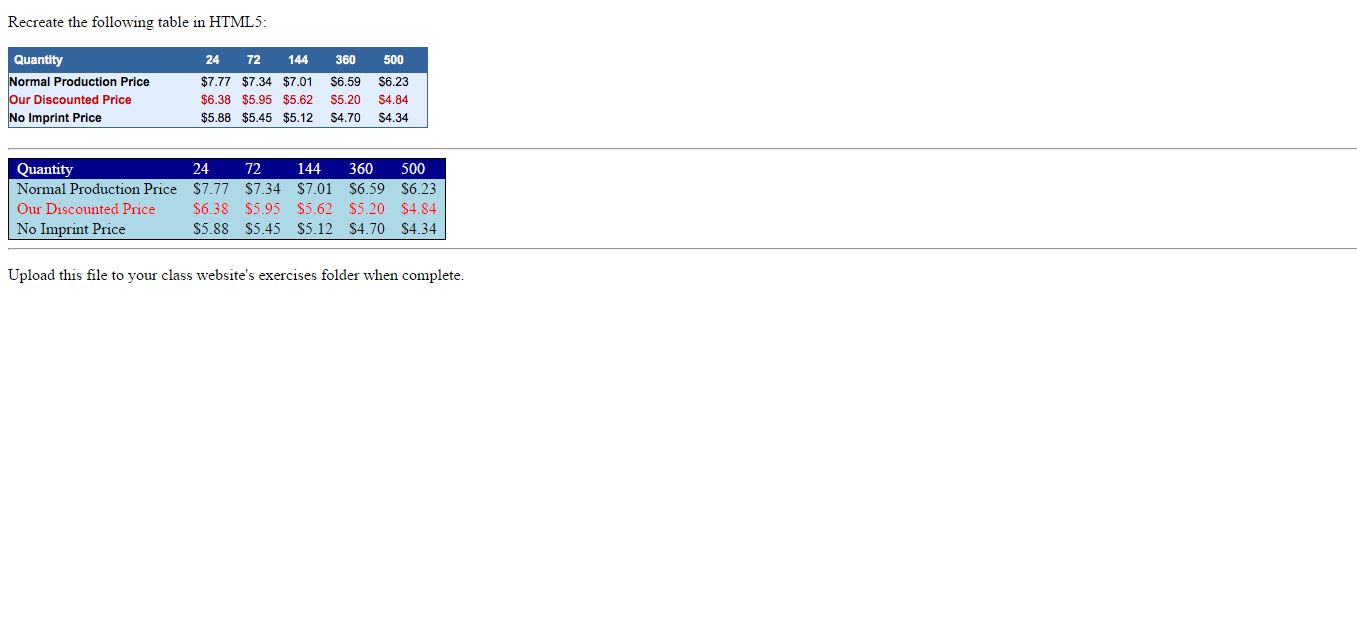 Recreate the following table in HTML5:
Quantity 24 72 144 360 500
Normal Production Price $7.77 $7.34 $7.01 $6.59 $6.23
Our Discounted Price $6.38 $5.95 $5.62 $5.20 $4.84
No Imprint Price $5.88 $5.45 $5.12 $4.70 $4.34
Quantity 24 72 144 360 500
Normal Production Price $7.77 $7.34 $7.01 $6.59 $6.23
Our Discounted Price $6.38 $5.95 $5.62 $5.20 $4.84
No Imprint Price $5.88 $5.45 $5.12 $4.70 $4.34
Upload this file to your class website's exercises folder when complete.